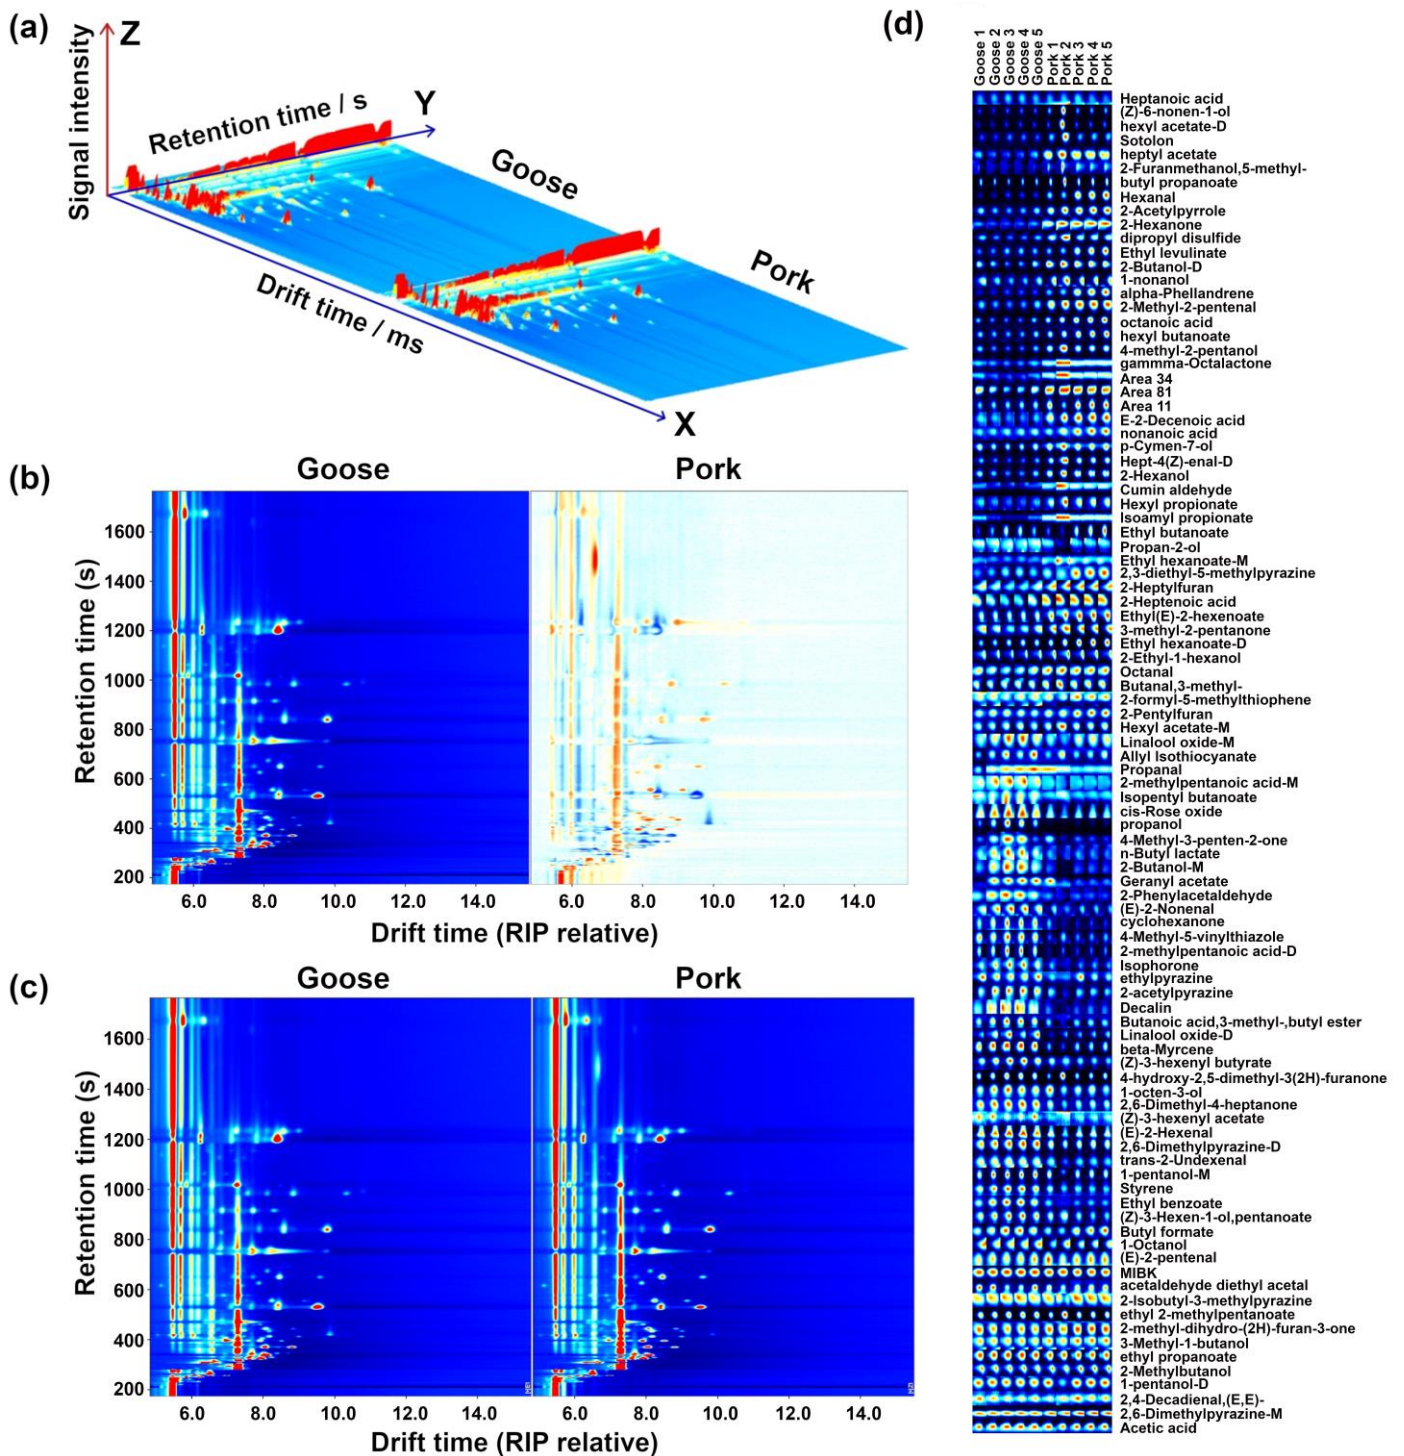 (a)
Z
Signal intensity
Retention time / s
Y
Goose
Pork
Drift time / ms
X
(b)
Goose
Pork
Retention time (s)
1600
1400
1200
1000
800
600
400
200
6.0 8.0 10.0 12.0 14.0
6.0 8.0 10.0 12.0 14.0
Drift time (RIP relative)
(c)
Goose
Pork
Retention time (s)
1600
1400
1200
1000
800
600
400
200
6.0 8.0 10.0 12.0 14.0
6.0 8.0 10.0 12.0 14.0
Drift time (RIP relative)
(d)
Goose 1
Goose 2
Goose 3
Goose 4
Goose 5
Pork 1
Pork 2
Pork 3
Pork 4
Pork 5
Heptanoic acid
(Z)-6-nonen-1-ol
hexyl acetate-D
Sotolon
heptyl acetate
2-Furanmethanol,5-methyl-
butyl propanoate
Hexanal
2-Acetylpyrrole
2-Hexanone
dipropyl disulfide
Ethyl levulinate
2-Butanol-D
1-nonanol
alpha-Phellandrene
2-Methyl-2-pentenal
octanoic acid
hexyl butanoate
4-methyl-2-pentanol
gammma-Octalactone
Area 34
Area 81
Area 11
E-2-Decenoic acid
nonanoic acid
p-Cymen-7-ol
Hept-4(Z)-enal-D
2-Hexanol
Cumin aldehyde
Hexyl propionate
Isoamyl propionate
Ethyl butanoate
Propan-2-ol
Ethyl hexanoate-M
2,3-diethyl-5-methylpyrazine
2-Heptylfuran
2-Heptenoic acid
Ethyl(E)-2-hexenoate
3-methyl-2-pentanone
Ethyl hexanoate-D
2-Ethyl-1-hexanol
Octanal
Butanal,3-methyl-
2-formyl-5-methylthiophene
2-Pentylfuran
Hexyl acetate-M
Linalool oxide-M
Allyl Isothiocyanate
Propanal
2-methylpentanoic acid-M
Isopentyl butanoate
cis-Rose oxide
propanol
4-Methyl-3-penten-2-one
n-Butyl lactate
2-Butanol-M
Geranyl acetate
2-Phenylacetaldehyde
(E)-2-Nonenal
cyclohexanone
4-Methyl-5-vinylthiazole
2-methylpentanoic acid-D
Isophorone
ethylpyrazine
2-acetylpyrazine
Decalin
Butanoic acid,3-methyl-,butyl ester
Linalool oxide-D
beta-Myrcene
(Z)-3-hexenyl butyrate
4-hydroxy-2,5-dimethyl-3(2H)-furanone
1-octen-3-ol
2,6-Dimethyl-4-heptanone
(Z)-3-hexenyl acetate
(E)-2-Hexenal
2,6-Dimethylpyrazine-D
trans-2-Undexenal
1-pentanol-M
Styrene
Ethyl benzoate
(Z)-3-Hexen-1-ol,pentanoate
Butyl formate
1-Octanol
(E)-2-pentenal
MIBK
acetaldehyde diethyl acetal
2-Isobutyl-3-methylpyrazine
ethyl 2-methylpentanoate
2-methyl-dihydro-(2H)-furan-3-one
3-Methyl-1-butanol
ethyl propanoate
2-Methylbutanol
1-pentanol-D
2,4-Decadienal,(E,E)-
2,6-Dimethylpyrazine-M
Acetic acid